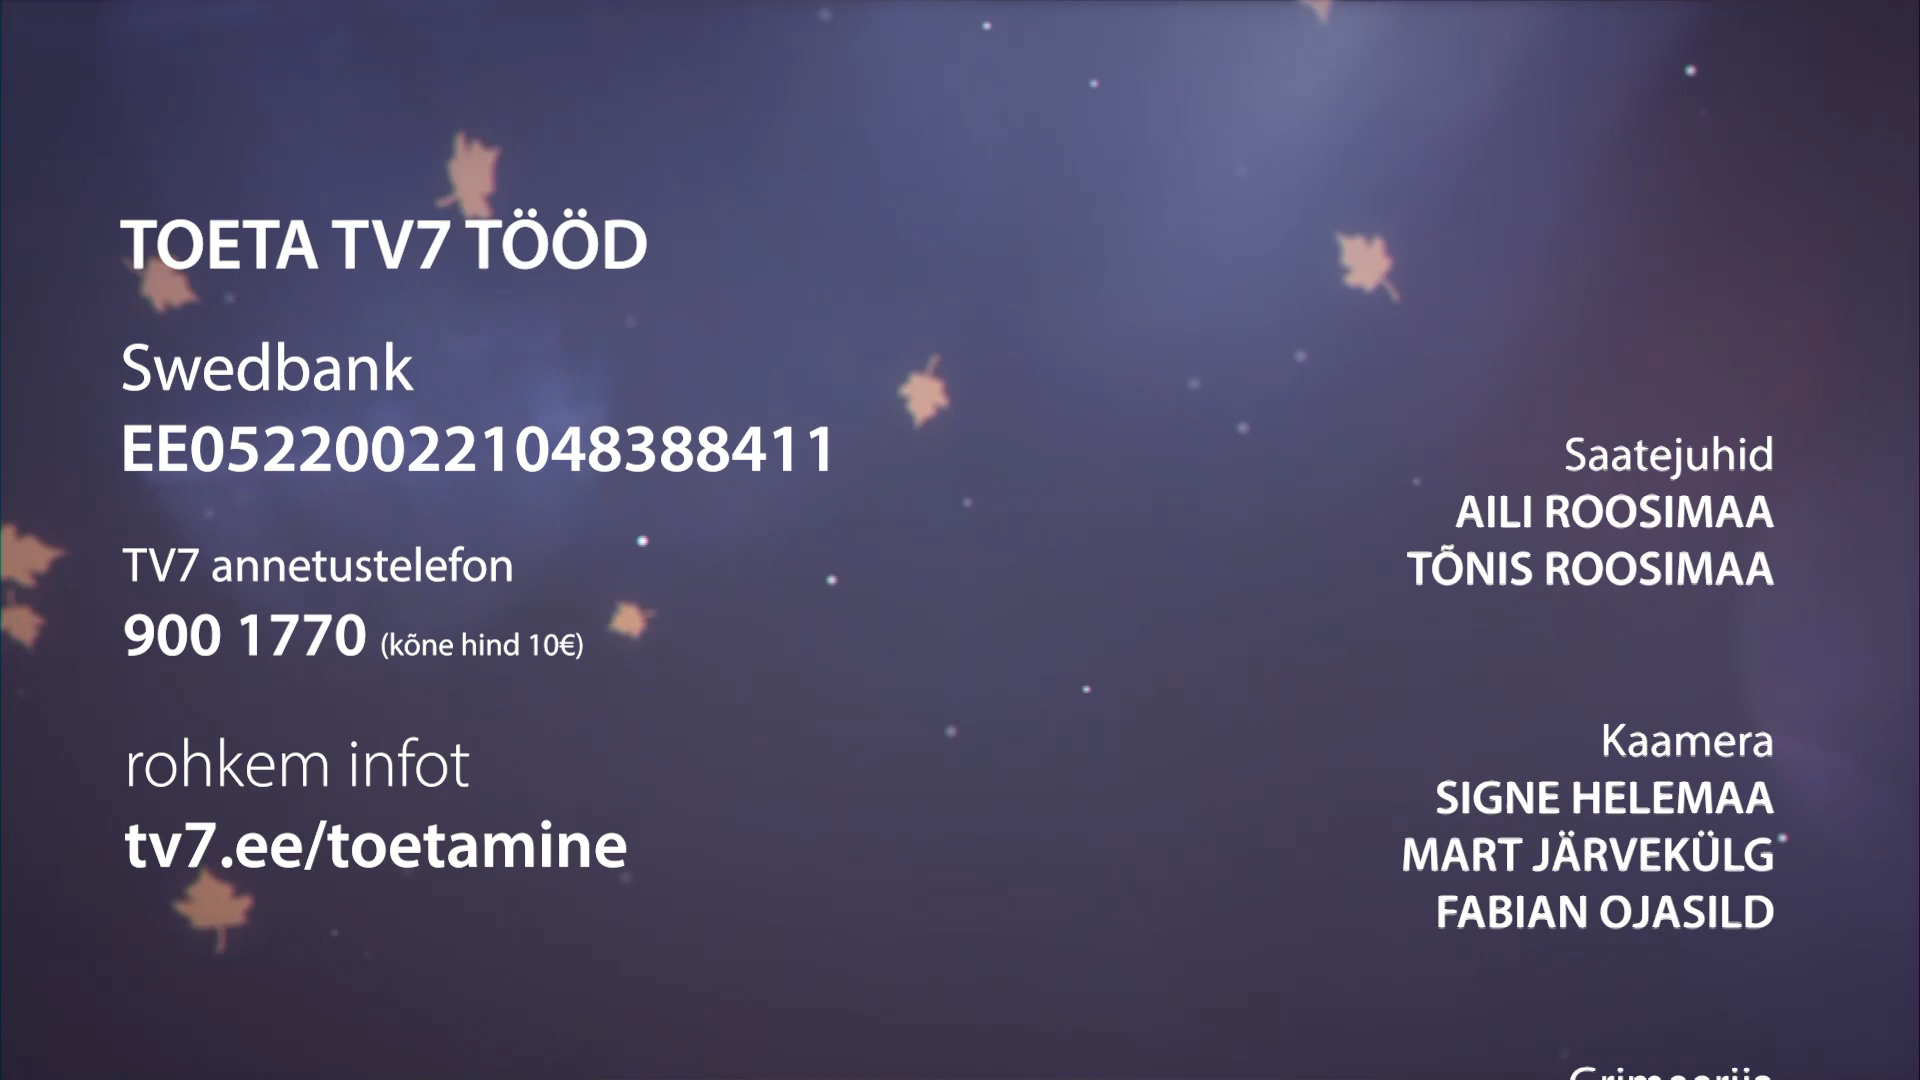 TOETA TV7 TÖÖD
Swedbank
EE052200221048388411
TV7 annetustelefon
900 1770 (kõne hind 10€)
rohkem infot
tv7.ee/toetamine
Saatejuhid
AILI ROOSIMAA
TÕNIS ROOSIMAA
Kaamera
SIGNE HELEMAA
MART JÄRVEKÜLG
FABIAN OJASILD